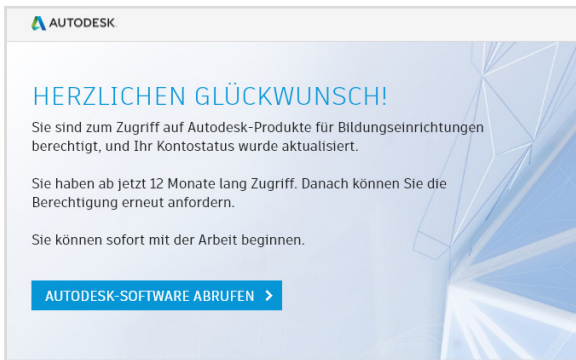 AUTODESK.
HERZLICHEN GLÜCKWUNSCH!
Sie sind zum Zugriff auf Autodesk-Produkte für Bildungseinrichtungen
berechtigt, und Ihr Kontostatus wurde aktualisiert.
Sie haben ab jetzt 12 Monate lang Zugriff. Danach können Sie die
Berechtigung erneut anfordern.
Sie können sofort mit der Arbeit beginnen.
AUTODESK-SOFTWARE ABRUFEN >